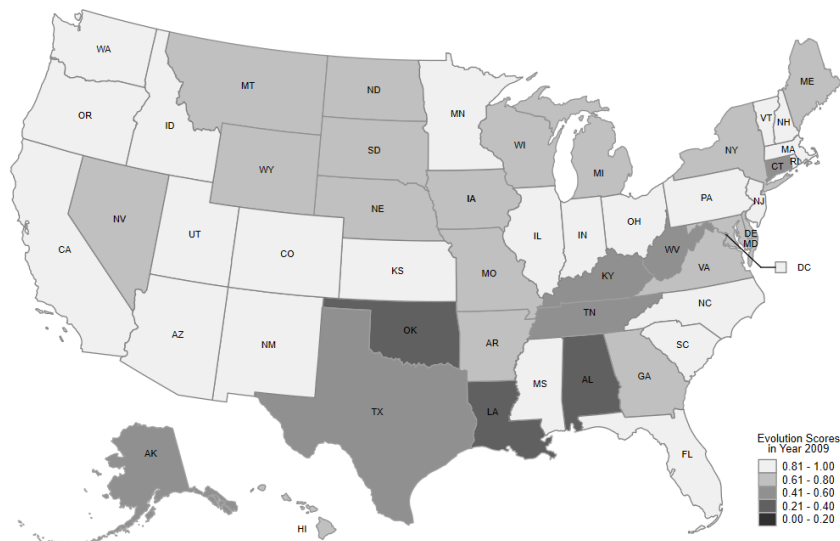 WA
MT
ND
MN
ME
VT
NH
OR
ID
SD
WI
MI
NY
MA
RI
CT
WY
NV
NE
IA
PA
NJ
CA
UT
CO
KS
IL
IN
OH
MO
KY
WV
VA
DE
MD
DC
AZ
NM
OK
AR
TN
NC
SC
TX
LA
MS
AL
GA
FL
AK
HI
Evolution Scores
in Year 2009
0.81 - 1.00
0.61 - 0.80
0.41 - 0.60
0.21 - 0.40
0.00 - 0.20